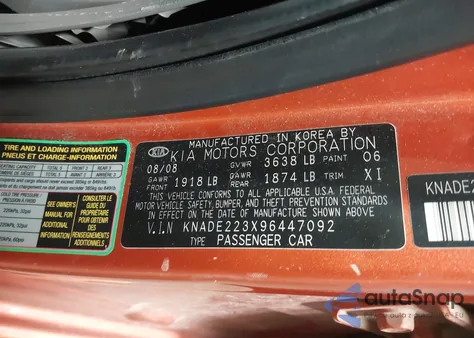 TIRE AND LOADING INFORMATION
PNEUS ET CHARGE-INFORMATION
SEE OWNER'S
MANUAL FOR
ADDITIONAL
INFORMATION
CONSULTER LE
GUIDE DU
PROPRIÉTAIRE
POUR OBTENIR
DES
RENSEIGNEMENTS
ADDITIONNELS
MANUFACTURED IN KOREA BY
KIA KIA MOTORS CORPORATION
08/08 GVWR 3638 LB PAINT 06
GAWR FRONT 1918 LB GAWR REAR 1874 LB TRIM XI
THIS VEHICLE CONFORMS TO ALL APPLICABLE U.S.A. FEDERAL
MOTOR VEHICLE SAFETY, BUMPER, AND THEFT PREVENTION STANDARDS
IN EFFECT ON THE DATE OF MANUFACTURE SHOWN ABOVE.
V.I.N KNADE223X96447092
TYPE PASSENGER CAR
KNADE2
autoSnap